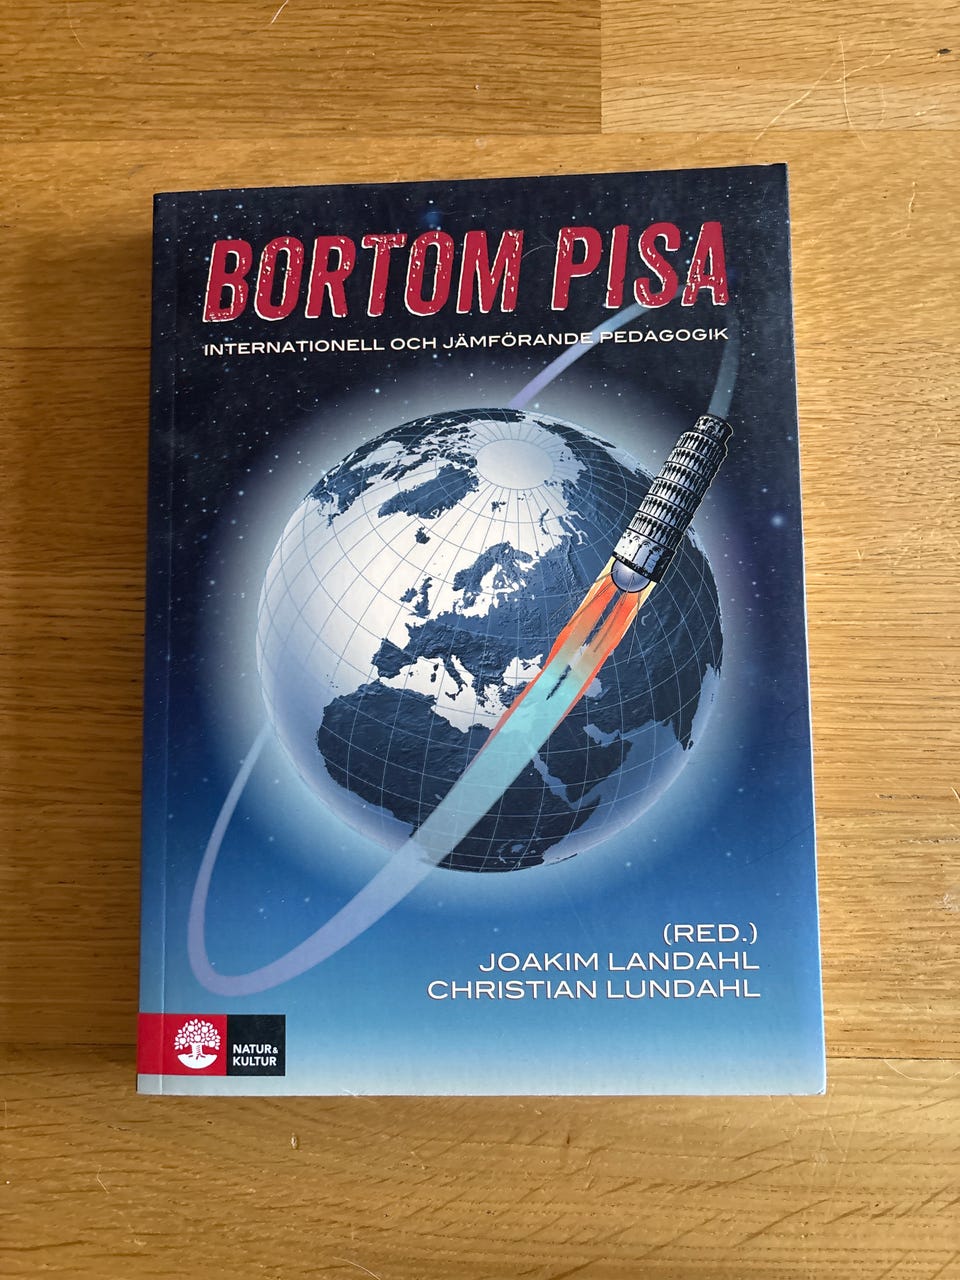 BORTOM PISA
INTERNATIONELL OCH JÄMFÖRANDE PEDAGOGIK
(RED.)
JOAKIM LANDAHL
CHRISTIAN LUNDAHL
NATUR &
KULTUR